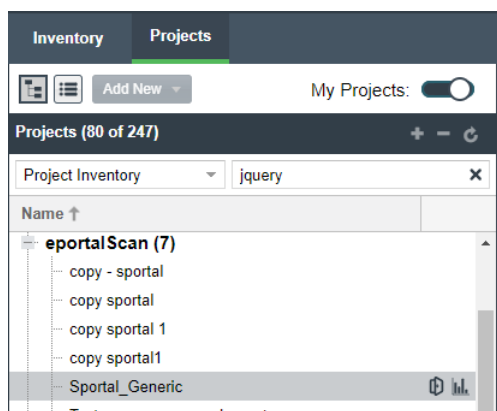 Inventory Projects
Add New My Projects:
Projects (80 of 247)
Project Inventory jquery
Name
eportalScan (7)
copy - sportal
copy sportal
copy sportal 1
copy sportal1
Sportal_Generic